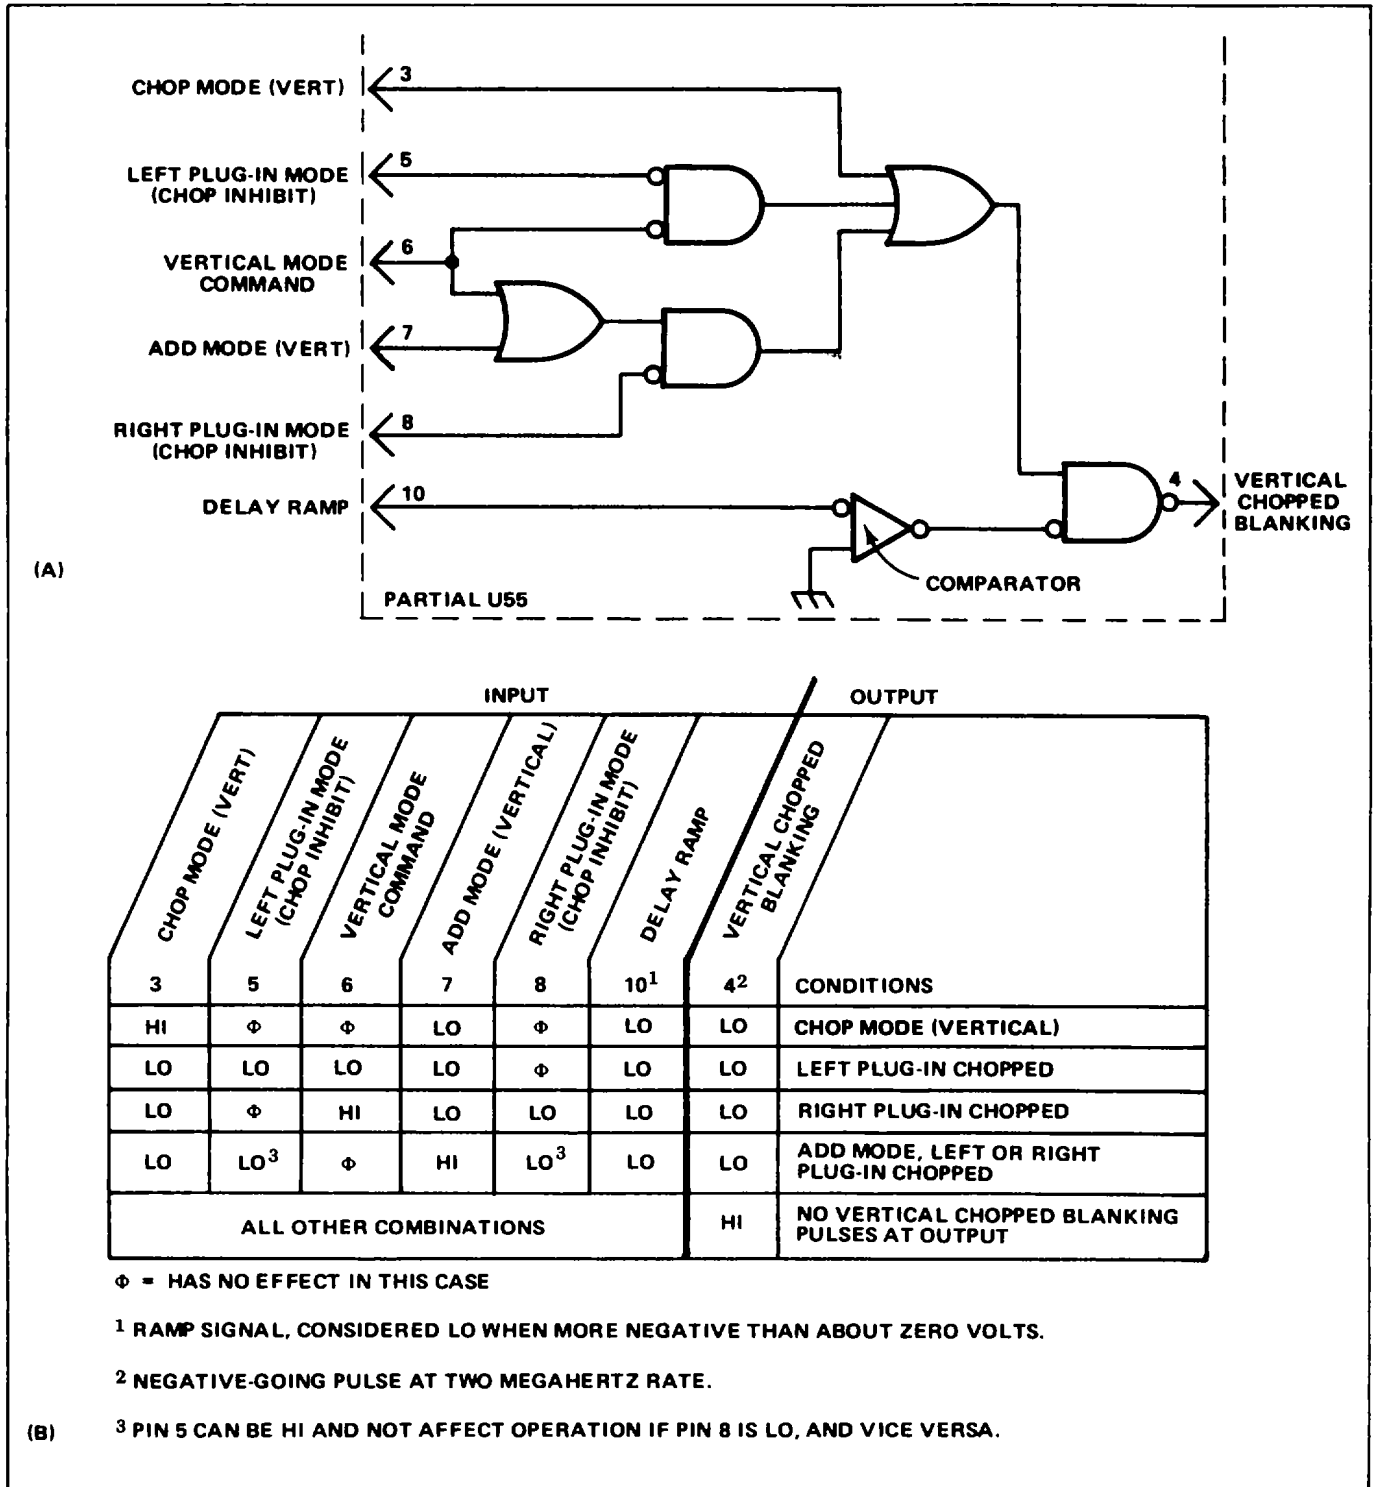 CHOP MODE (VERT)
3
LEFT PLUG-IN MODE
(CHOP INHIBIT)
5
VERTICAL MODE
COMMAND
6
ADD MODE (VERT)
7
RIGHT PLUG-IN MODE
(CHOP INHIBIT)
8
DELAY RAMP
10
4
VERTICAL
CHOPPED
BLANKING
COMPARATOR
(A)
PARTIAL U55
INPUT OUTPUT
CHOP MODE (VERT)
LEFT PLUG-IN MODE
(CHOP INHIBIT)
VERTICAL MODE
COMMAND
ADD MODE (VERTICAL)
RIGHT PLUG-IN MODE
(CHOP INHIBIT)
DELAY RAMP
VERTICAL CHOPPED
BLANKING
3 5 6 7 8 10¹ 4² CONDITIONS
HI Φ Φ LO Φ LO LO CHOP MODE (VERTICAL)
LO LO LO LO Φ LO LO LEFT PLUG-IN CHOPPED
LO Φ HI LO LO LO LO RIGHT PLUG-IN CHOPPED
LO LO³ Φ HI LO³ LO LO ADD MODE, LEFT OR RIGHT
PLUG-IN CHOPPED
ALL OTHER COMBINATIONS HI NO VERTICAL CHOPPED BLANKING
PULSES AT OUTPUT
Φ = HAS NO EFFECT IN THIS CASE
¹ RAMP SIGNAL, CONSIDERED LO WHEN MORE NEGATIVE THAN ABOUT ZERO VOLTS.
² NEGATIVE-GOING PULSE AT TWO MEGAHERTZ RATE.
(B) ³ PIN 5 CAN BE HI AND NOT AFFECT OPERATION IF PIN 8 IS LO, AND VICE VERSA.